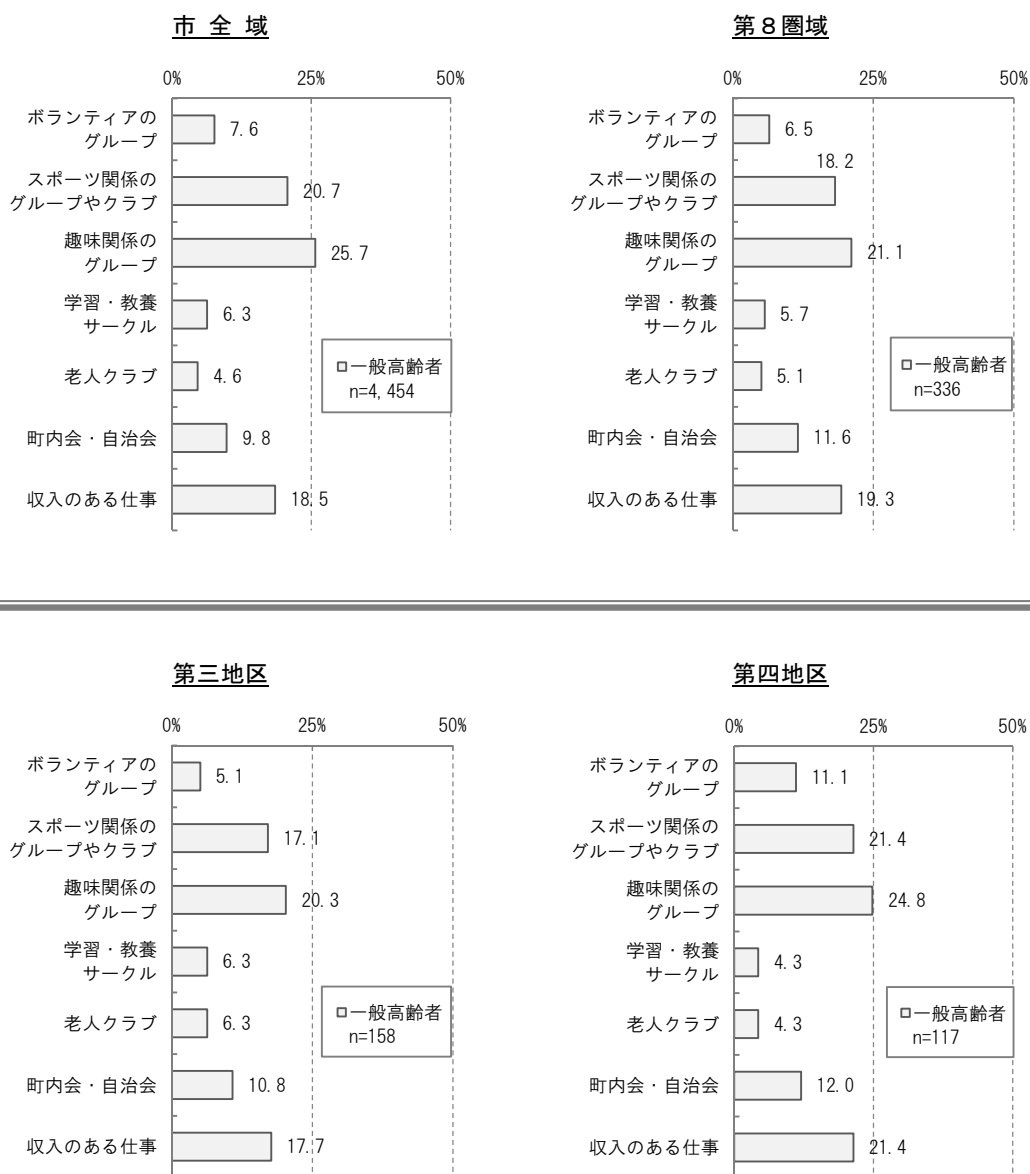 市 全 域
0% 25% 50%
ボランティアの
グループ
7.6
スポーツ関係の
グループやクラブ
20.7
趣味関係の
グループ
25.7
学習・教養
サークル
6.3
老人クラブ
4.6
町内会・自治会
9.8
収入のある仕事
18.5
□一般高齢者
n=4,454
第８圏域
0% 25% 50%
ボランティアの
グループ
6.5
スポーツ関係の
グループやクラブ
18.2
趣味関係の
グループ
21.1
学習・教養
サークル
5.7
老人クラブ
5.1
町内会・自治会
11.6
収入のある仕事
19.3
□一般高齢者
n=336
第三地区
0% 25% 50%
ボランティアの
グループ
5.1
スポーツ関係の
グループやクラブ
17.1
趣味関係の
グループ
20.3
学習・教養
サークル
6.3
老人クラブ
6.3
町内会・自治会
10.8
収入のある仕事
17.7
□一般高齢者
n=158
第四地区
0% 25% 50%
ボランティアの
グループ
11.1
スポーツ関係の
グループやクラブ
21.4
趣味関係の
グループ
24.8
学習・教養
サークル
4.3
老人クラブ
4.3
町内会・自治会
12.0
収入のある仕事
21.4
□一般高齢者
n=117